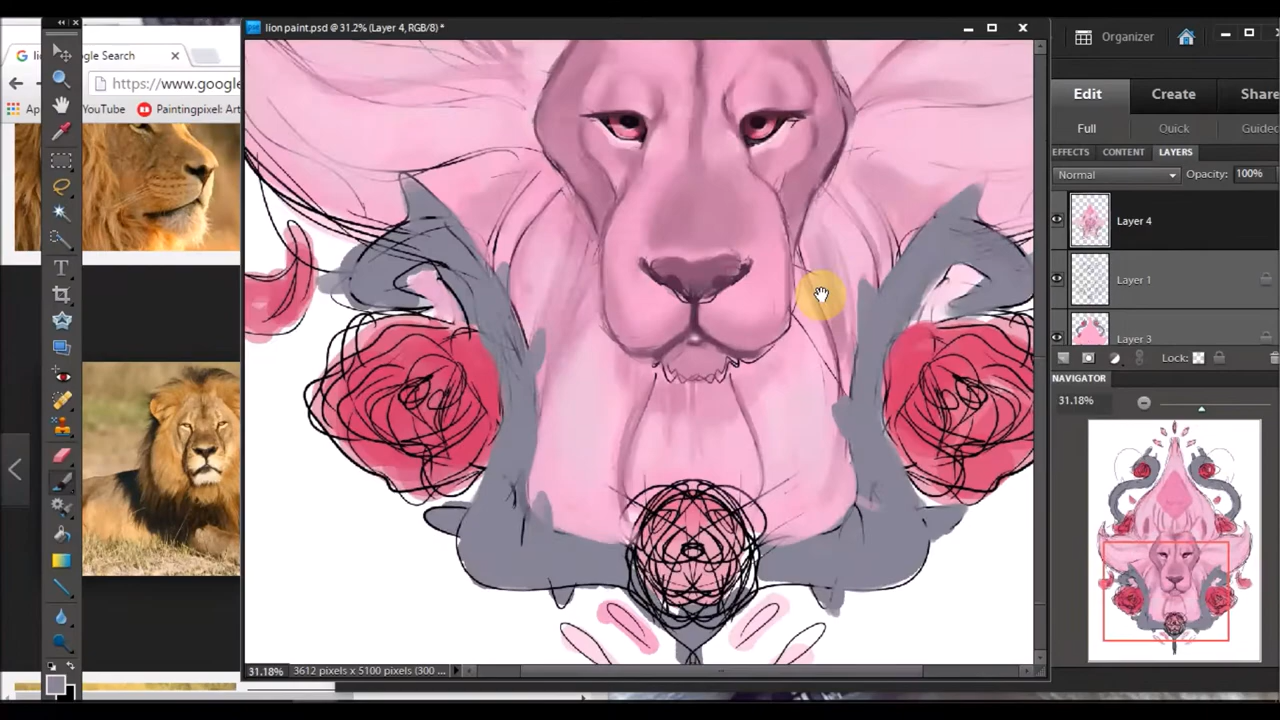 lion paint.psd @ 31.2% (Layer 4, RGB/8) *
Google Search
https://www.google
YouTube
Paintingpixel: Art
Organizer
Edit
Create
Share
Full
Quick
Guided
EFFECTS
CONTENT
LAYERS
Normal
Opacity: 100%
Layer 4
Layer 1
Layer 3
Lock:
NAVIGATOR
31.18%
31.18%
3612 pixels x 5100 pixels (300 ...